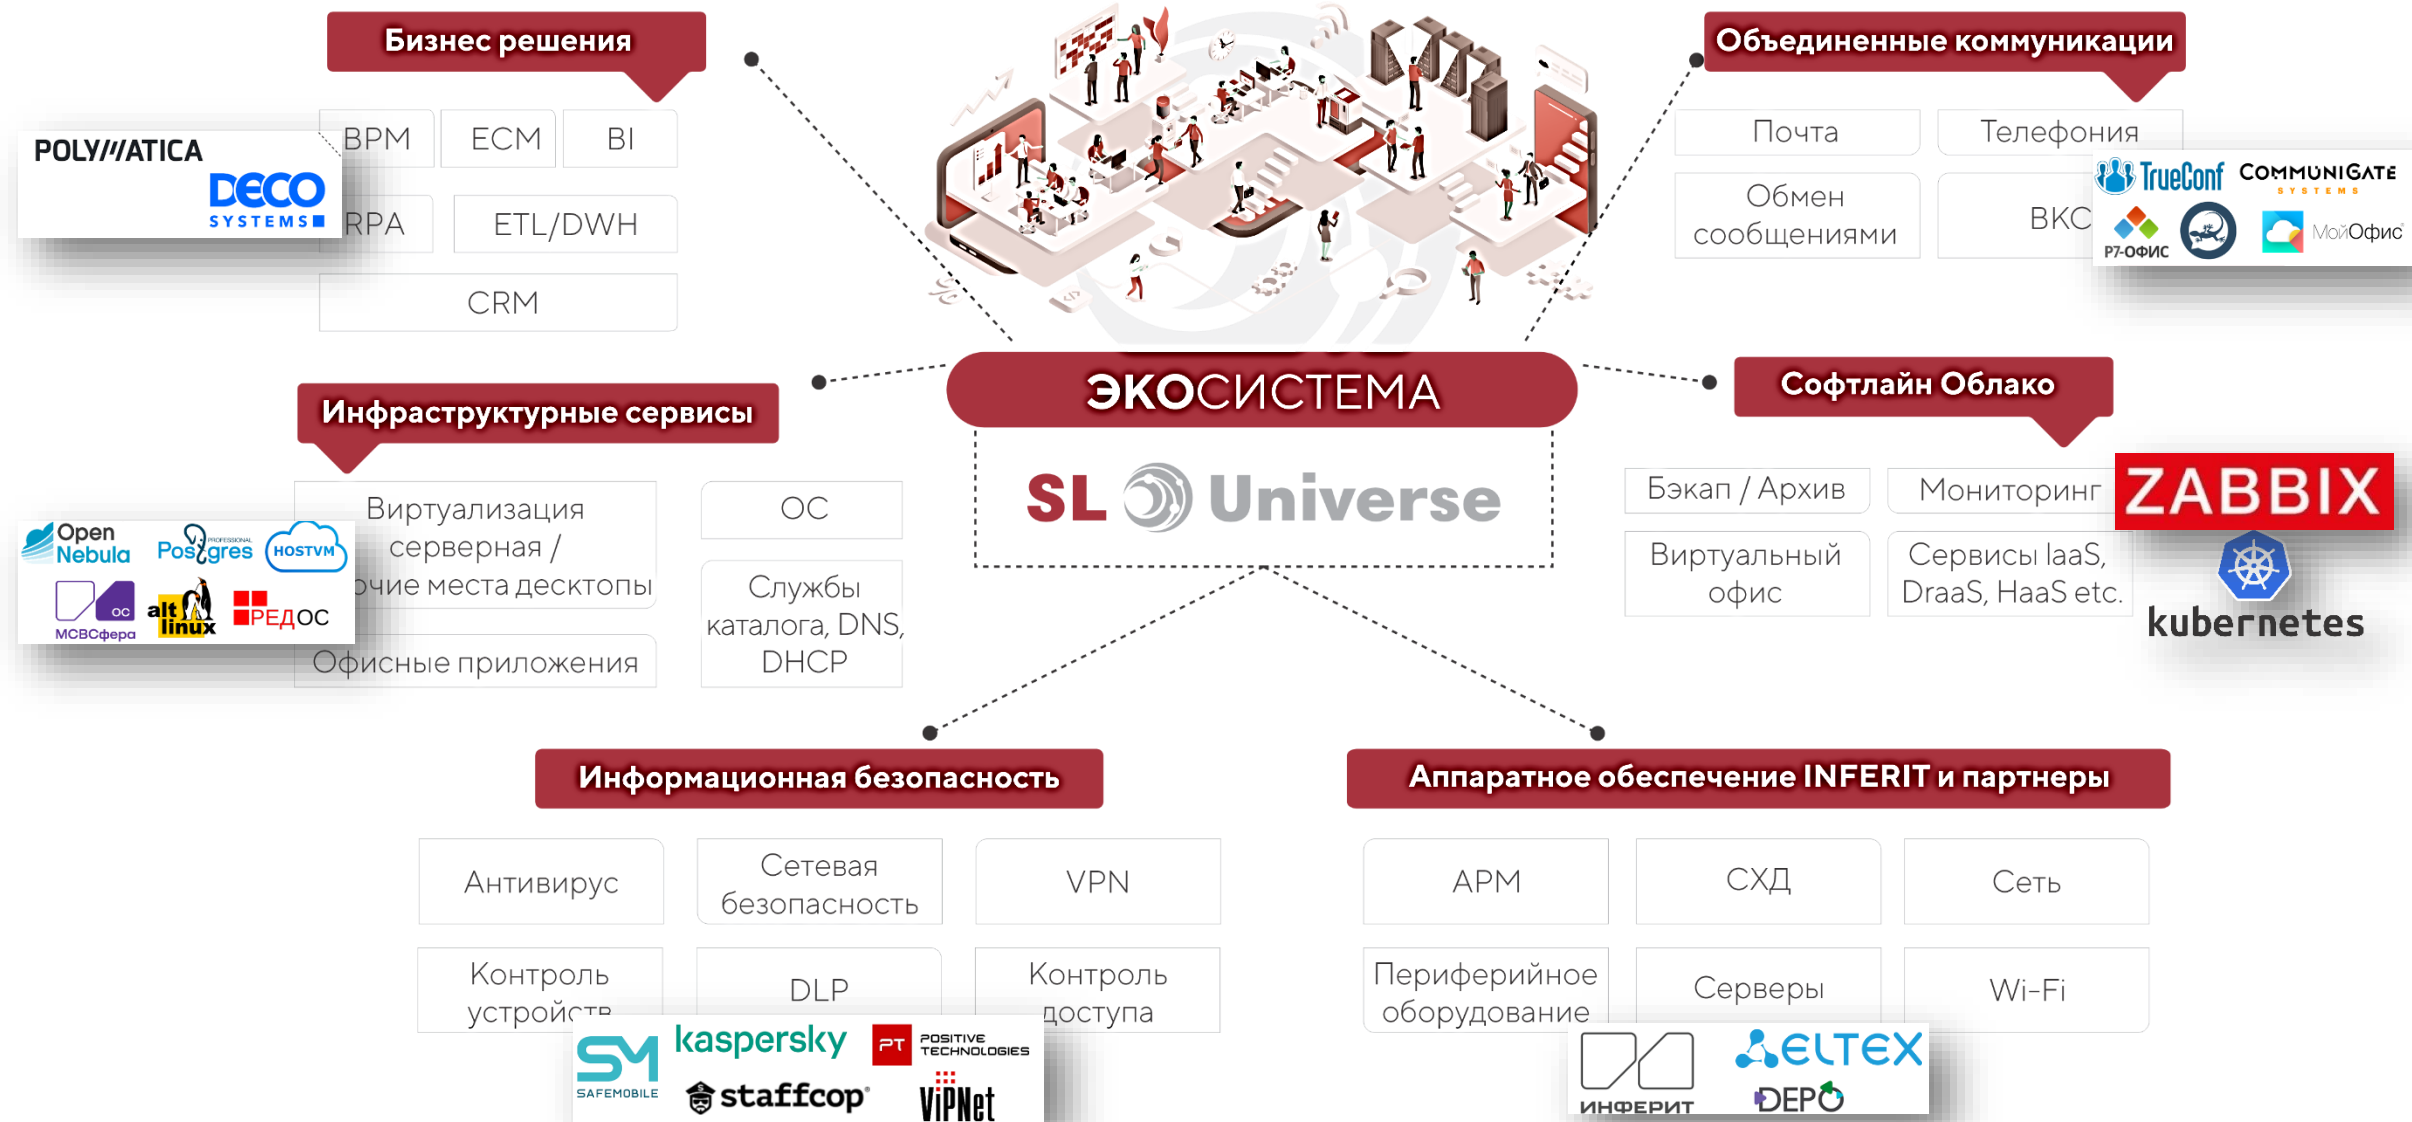 Бизнес решения
BPM
ECM
BI
RPA
ETL/DWH
CRM
POLYMATICA
DECO
SYSTEMS
Объединенные коммуникации
Почта
Телефония
Обмен
сообщениями
ВКС
TrueConf
COMMUNIGATE
SYSTEMS
Р7-ОФИС
МойОфис
ЭКОСИСТЕМА
SL Universe
Инфраструктурные сервисы
Виртуализация
серверная /
очие места десктопы
ОС
Службы
каталога, DNS,
DHCP
Офисные приложения
Open
Nebula
Postgres
PROFESSIONAL
HOSTVM
ОС
МСВСфера
alt
linux
РЕДОС
Софтлайн Облако
Бэкап / Архив
Мониторинг
Виртуальный
офис
Сервисы IaaS,
DraaS, HaaS etc.
ZABBIX
kubernetes
Информационная безопасность
Антивирус
Сетевая
безопасность
VPN
Контроль
устройств
DLP
Контроль
доступа
SM
SAFEMOBILE
kaspersky
PT
POSITIVE
TECHNOLOGIES
staffcop
ViPNet
Аппаратное обеспечение INFERIT и партнеры
АРМ
СХД
Сеть
Периферийное
оборудование
Серверы
Wi-Fi
ИНФЕРИТ
ELTEX
DEPO